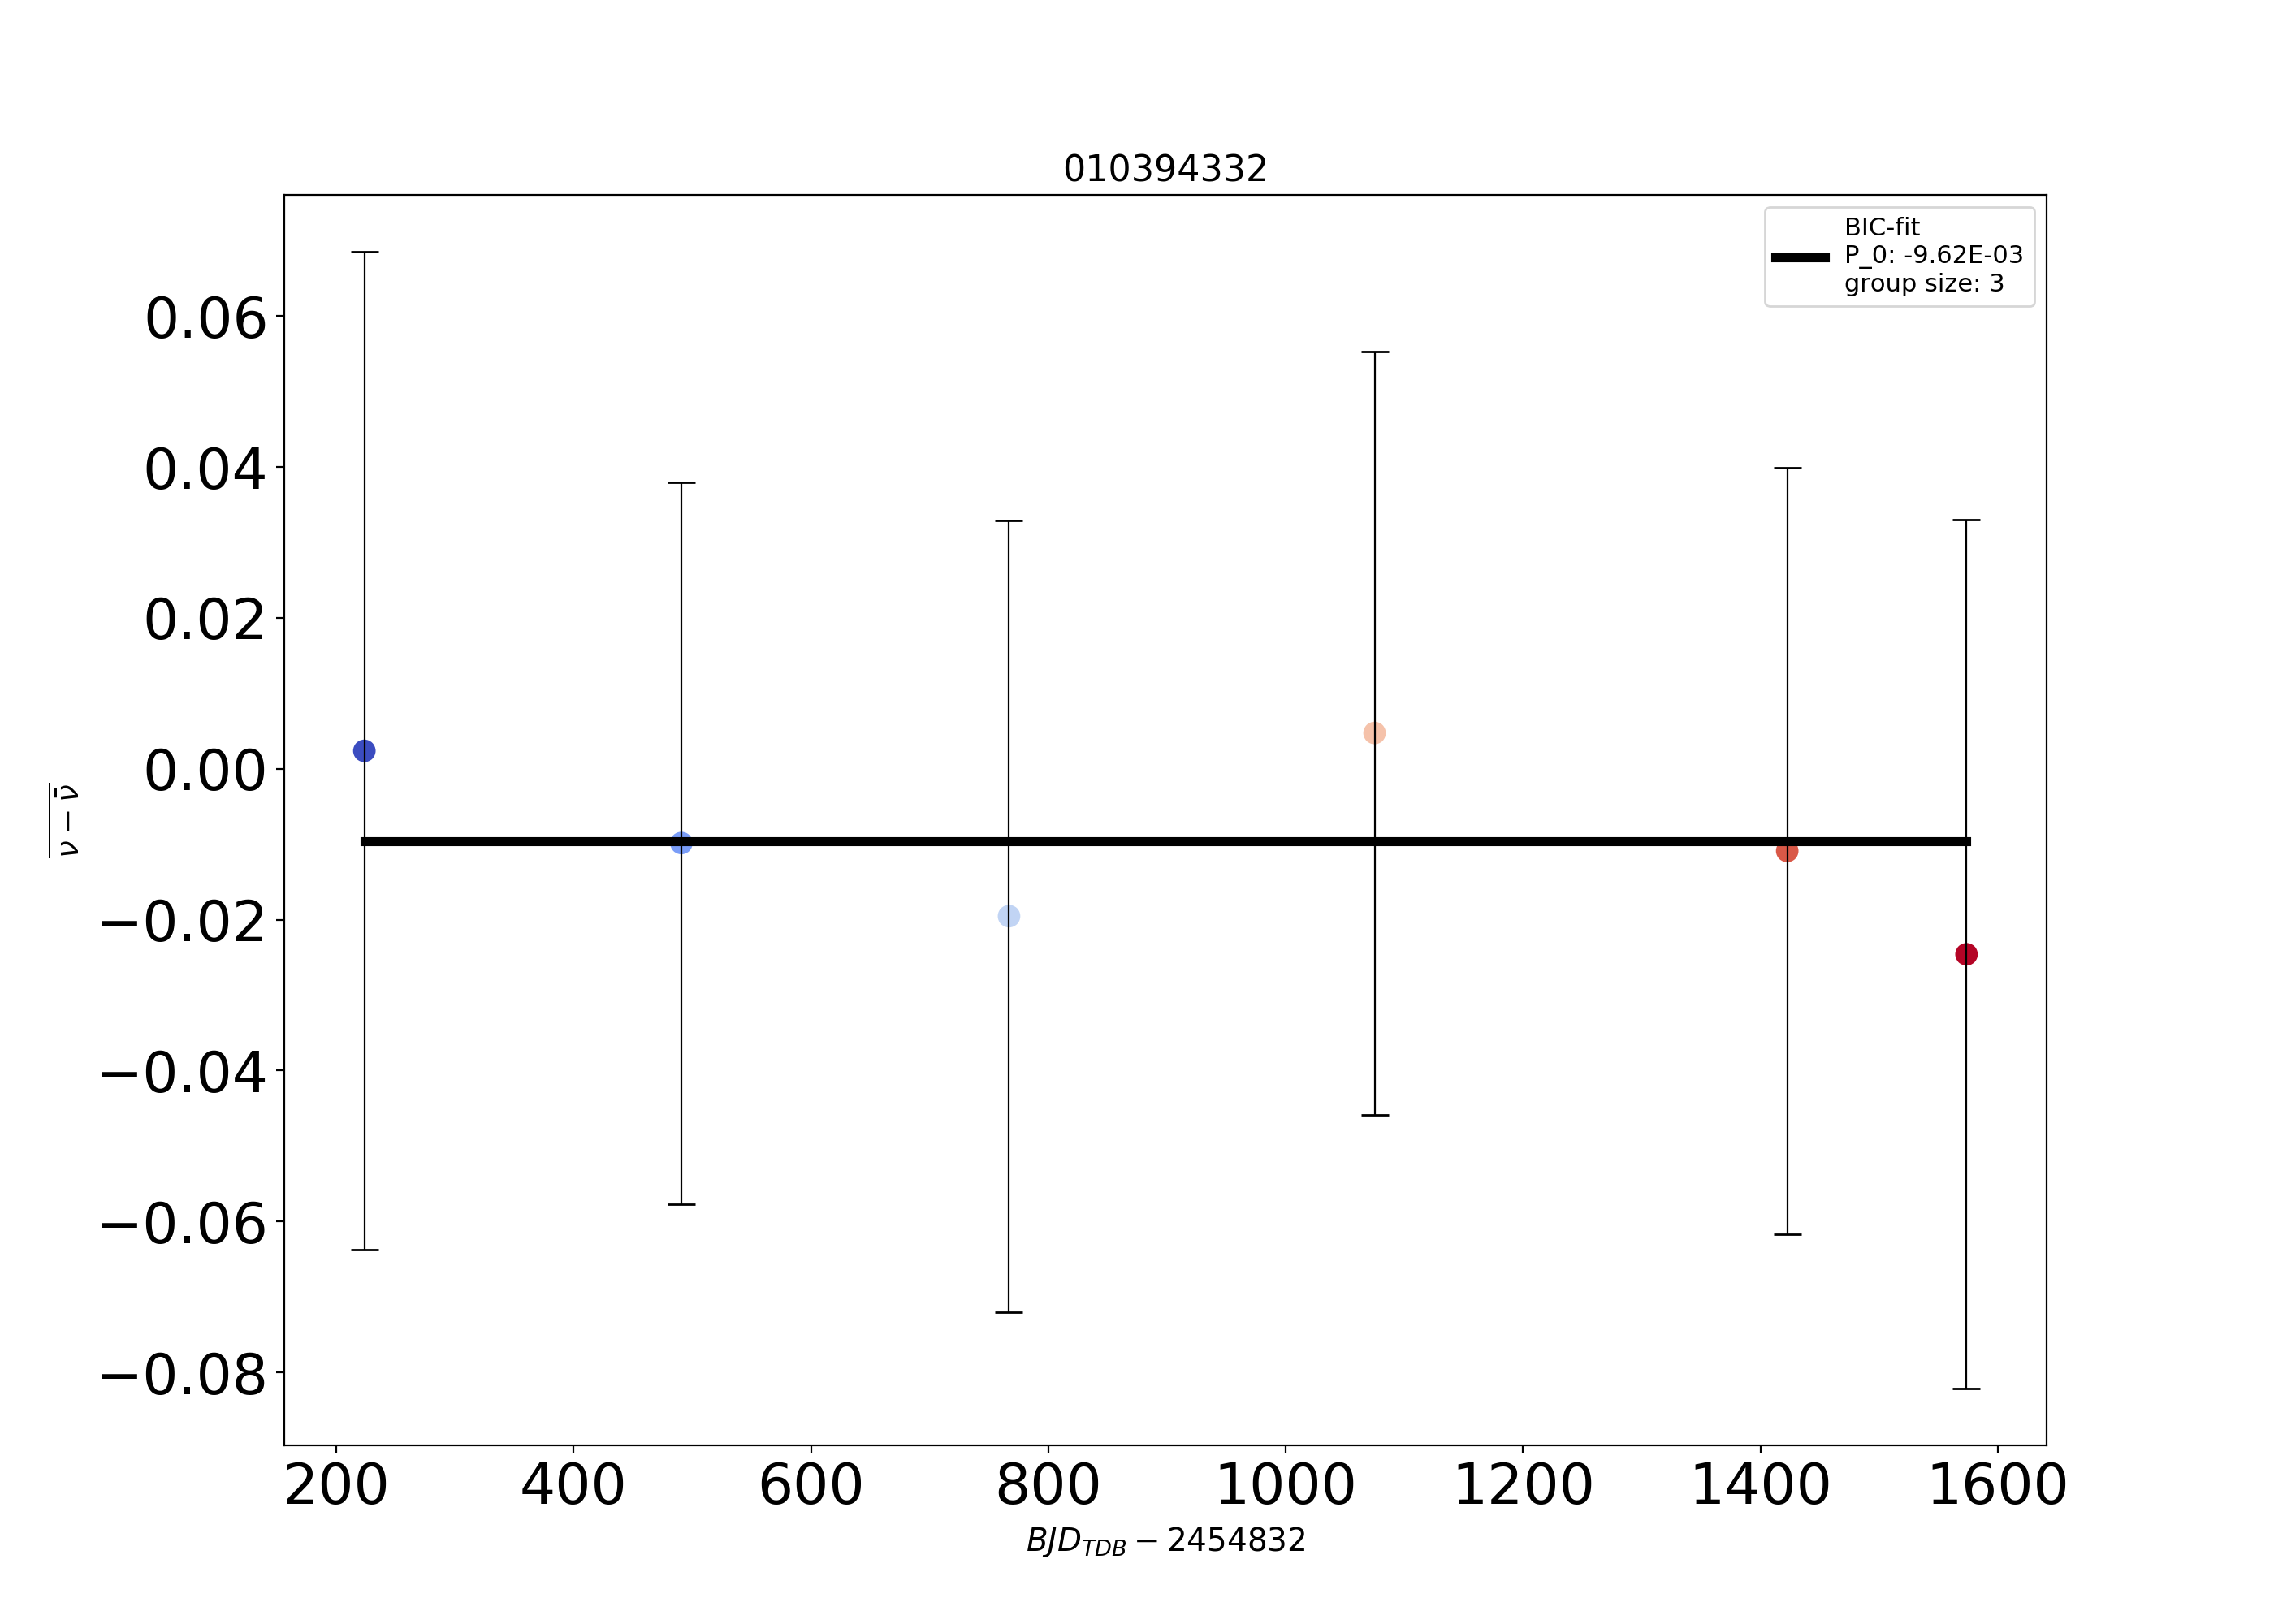 010394332
BIC-fit
P_0: -9.62E-03
group size: 3
0.06
0.04
0.02
0.00
−0.02
−0.04
−0.06
−0.08
ν − ν̄
200 400 600 800 1000 1200 1400 1600
BJD_TDB − 2454832